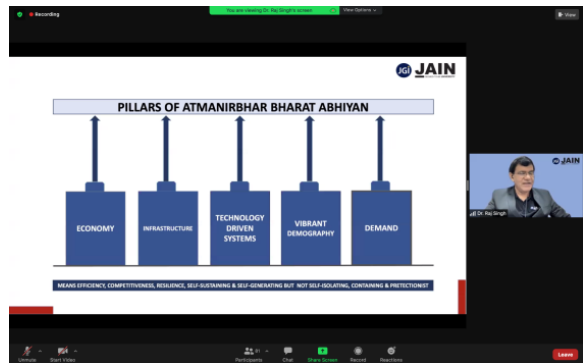 Recording
You are viewing Dr. Raj Singh's screen
View Options
View
JGI JAIN
PILLARS OF ATMANIRBHAR BHARAT ABHIYAN
ECONOMY
INFRASTRUCTURE
TECHNOLOGY
DRIVEN
SYSTEMS
VIBRANT
DEMOGRAPHY
DEMAND
MEANS EFFICIENCY, COMPETITIVENESS, RESILIENCE, SELF-SUSTAINING & SELF-GENERATING BUT NOT SELF-ISOLATING, CONTAINING & PRETECTIONIST
JAIN
Dr. Raj Singh
Unmute
Start Video
Participants
61
Chat
Share Screen
Record
Reactions
Leave